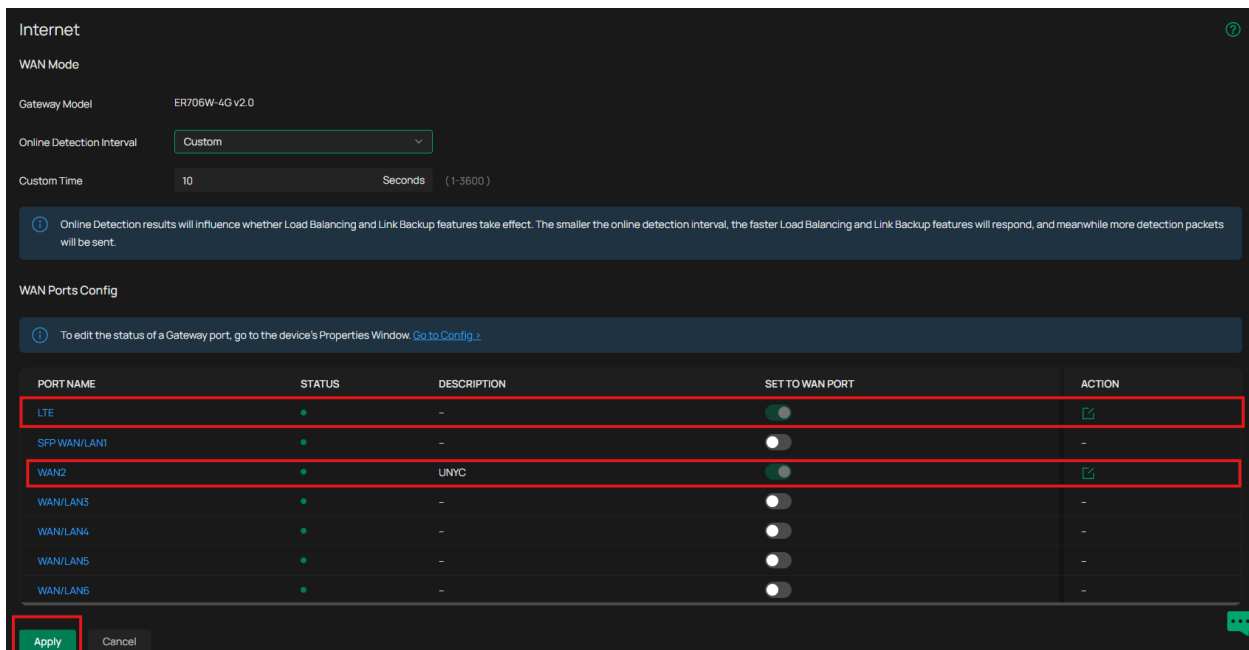 Internet
WAN Mode
Gateway Model ER706W-4G v2.0
Online Detection Interval Custom
Custom Time 10 Seconds (1-3600)
Online Detection results will influence whether Load Balancing and Link Backup features take effect. The smaller the online detection interval, the faster Load Balancing and Link Backup features will respond, and meanwhile more detection packets
will be sent.
WAN Ports Config
To edit the status of a Gateway port, go to the device's Properties Window. Go to Config >
PORT NAME STATUS DESCRIPTION SET TO WAN PORT ACTION
LTE –
SFP WAN/LAN1 – –
WAN2 UNYC
WAN/LAN3 – –
WAN/LAN4 – –
WAN/LAN5 – –
WAN/LAN6 – –
Apply Cancel